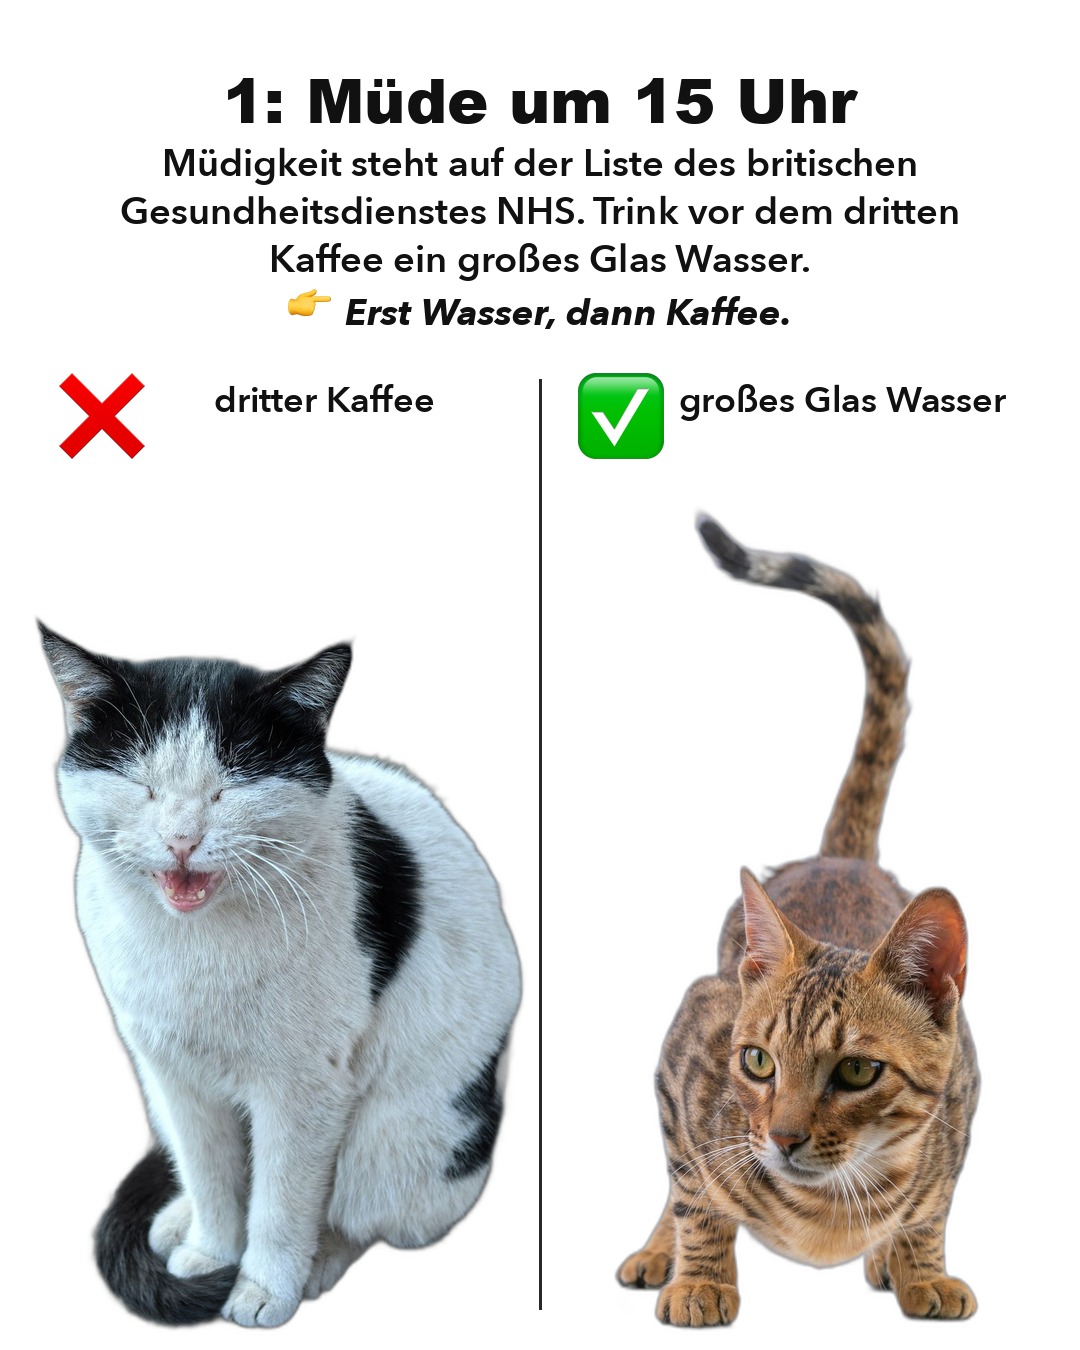 1: Müde um 15 Uhr
Müdigkeit steht auf der Liste des britischen
Gesundheitsdienstes NHS. Trink vor dem dritten
Kaffee ein großes Glas Wasser.
👉 Erst Wasser, dann Kaffee.
❌ dritter Kaffee
✅ großes Glas Wasser